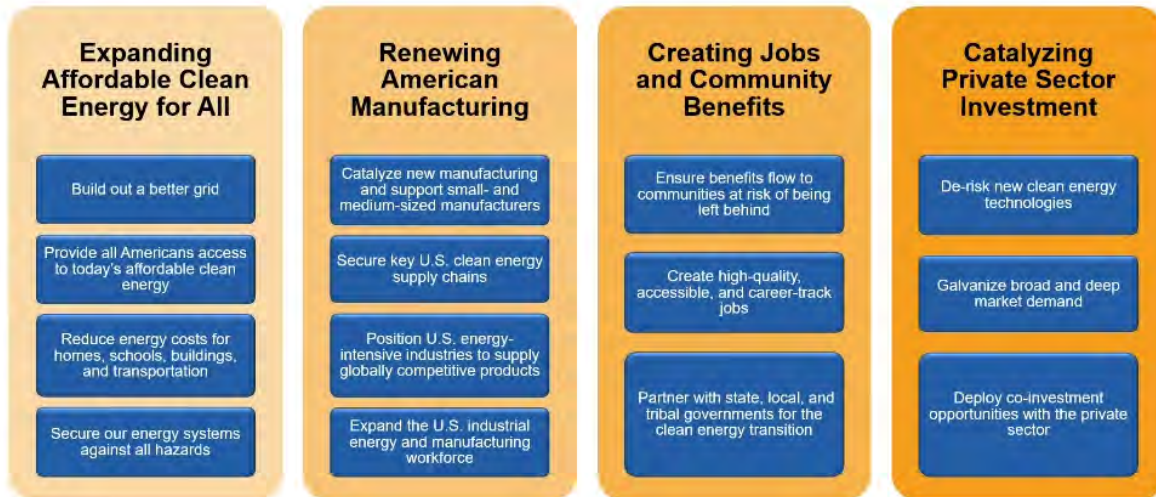 Expanding
Affordable Clean
Energy for All
Build out a better grid
Provide all Americans access
to today's affordable clean
energy
Reduce energy costs for
homes, schools, buildings,
and transportation
Secure our energy systems
against all hazards
Renewing
American
Manufacturing
Catalyze new manufacturing
and support small- and
medium-sized manufacturers
Secure key U.S. clean energy
supply chains
Position U.S. energy-
intensive industries to supply
globally competitive products
Expand the U.S. industrial
energy and manufacturing
workforce
Creating Jobs
and Community
Benefits
Ensure benefits flow to
communities at risk of being
left behind
Create high-quality,
accessible, and career-track
jobs
Partner with state, local, and
tribal governments for the
clean energy transition
Catalyzing
Private Sector
Investment
De-risk new clean energy
technologies
Galvanize broad and deep
market demand
Deploy co-investment
opportunities with the private
sector